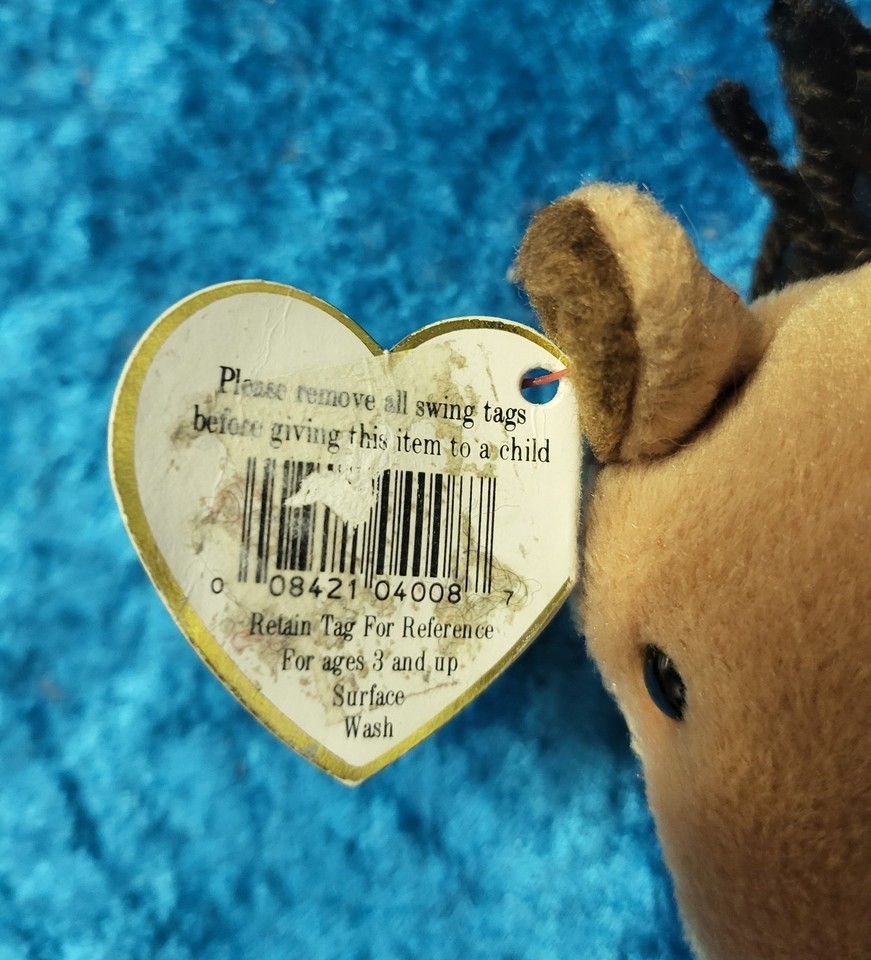 Please remove all swing tags
before giving this item to a child
0 08421 04008 7
Retain Tag For Reference
For ages 3 and up
Surface
Wash